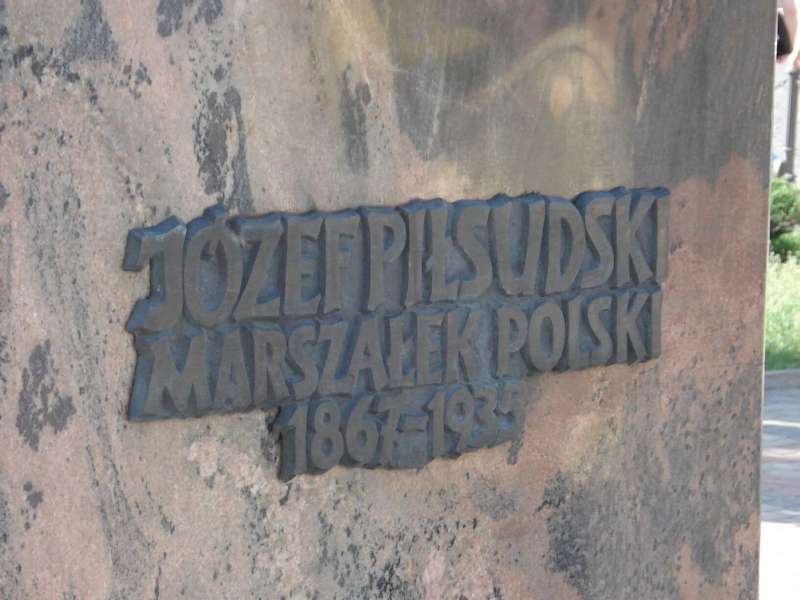 JÓZEF PIŁSUDSKI
MARSZAŁEK POLSKI
1867-1935